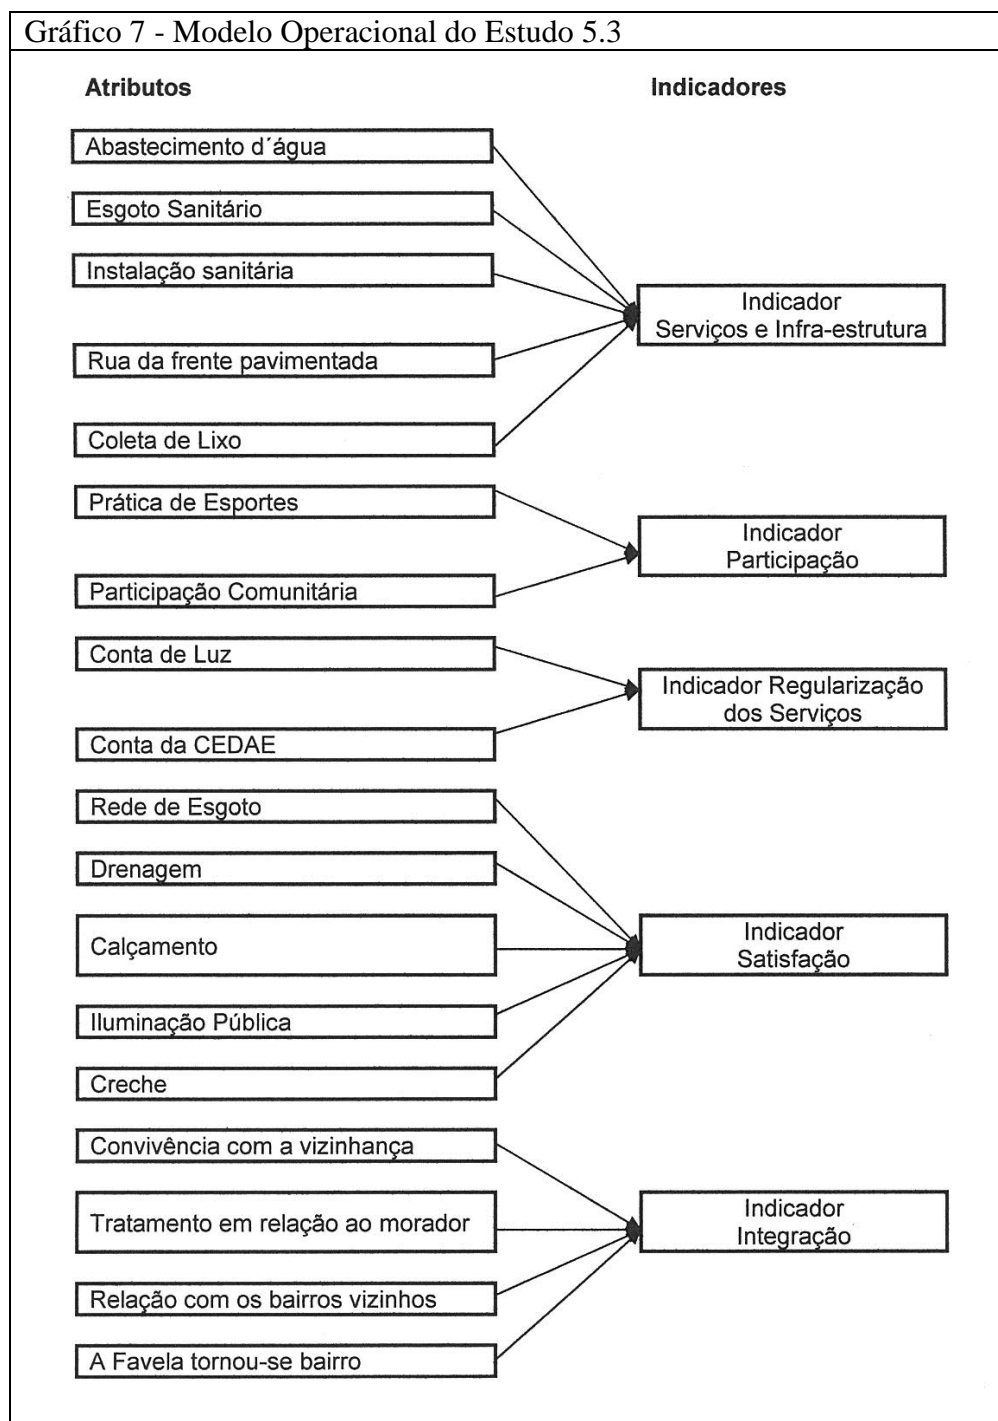 Gráfico 7 - Modelo Operacional do Estudo 5.3
Atributos
Indicadores
Abastecimento d´água
Esgoto Sanitário
Instalação sanitária
Indicador
Serviços e Infra-estrutura
Rua da frente pavimentada
Coleta de Lixo
Prática de Esportes
Indicador
Participação
Participação Comunitária
Conta de Luz
Indicador Regularização
dos Serviços
Conta da CEDAE
Rede de Esgoto
Drenagem
Calçamento
Indicador
Satisfação
Iluminação Pública
Creche
Convivência com a vizinhança
Tratamento em relação ao morador
Indicador
Integração
Relação com os bairros vizinhos
A Favela tornou-se bairro